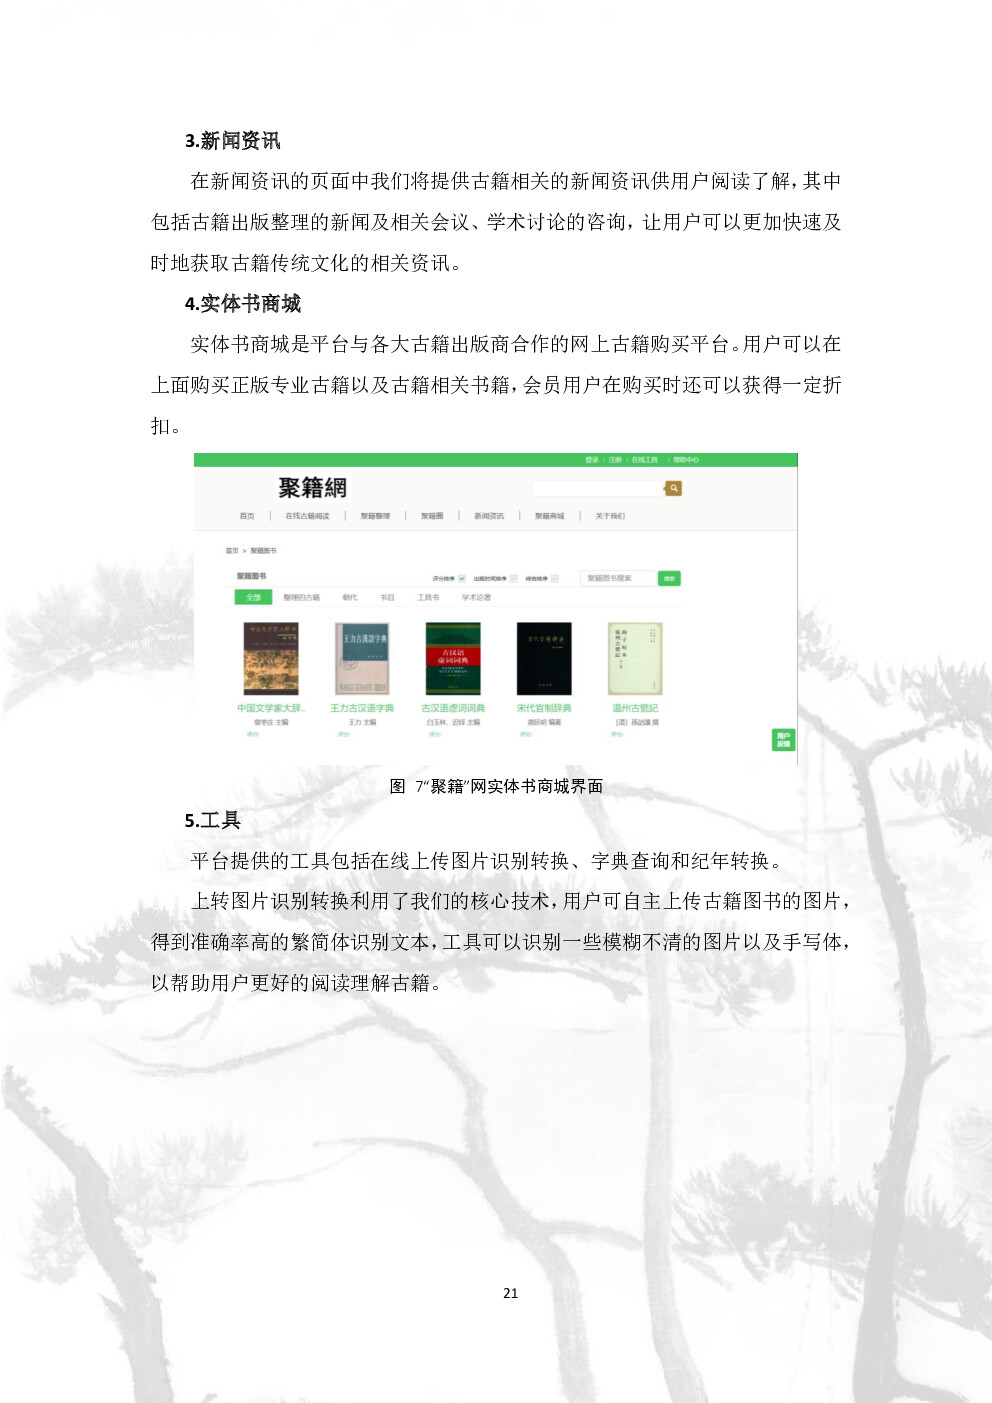 3.新闻资讯
在新闻资讯的页面中我们将提供古籍相关的新闻资讯供用户阅读了解，其中
包括古籍出版整理的新闻及相关会议、学术讨论的咨询，让用户可以更加快速及
时地获取古籍传统文化的相关资讯。
4.实体书商城
实体书商城是平台与各大古籍出版商合作的网上古籍购买平台。用户可以在
上面购买正版专业古籍以及古籍相关书籍，会员用户在购买时还可以获得一定折
扣。
登录 | 注册 | 在线工具 | 帮助中心
聚籍網
首页 | 在线古籍阅读 | 聚籍整理 | 聚籍圈 | 新闻资讯 | 聚籍商城 | 关于我们
首页 > 聚籍图书
聚籍图书 评分排序 出版时间排序 综合排序 聚籍图书搜索 搜索
全部 整理的古籍 朝代 书目 工具书 学术论著
王力古漢語字典
古汉语
虚词词典
温州古甓記
中国文学家大辞.. 王力古汉语字典 古汉语虚词词典 宋代官制辞典 温州古甓記
曾枣庄 主编 王力 主编 白玉林、迟铎 主编 龚延明 编著 [清] 孫詒讓 撰
评分: 评分: 评分: 评分: 评分:
用户
反馈
图 7“聚籍”网实体书商城界面
5.工具
平台提供的工具包括在线上传图片识别转换、字典查询和纪年转换。
上转图片识别转换利用了我们的核心技术，用户可自主上传古籍图书的图片，
得到准确率高的繁简体识别文本，工具可以识别一些模糊不清的图片以及手写体，
以帮助用户更好的阅读理解古籍。
21